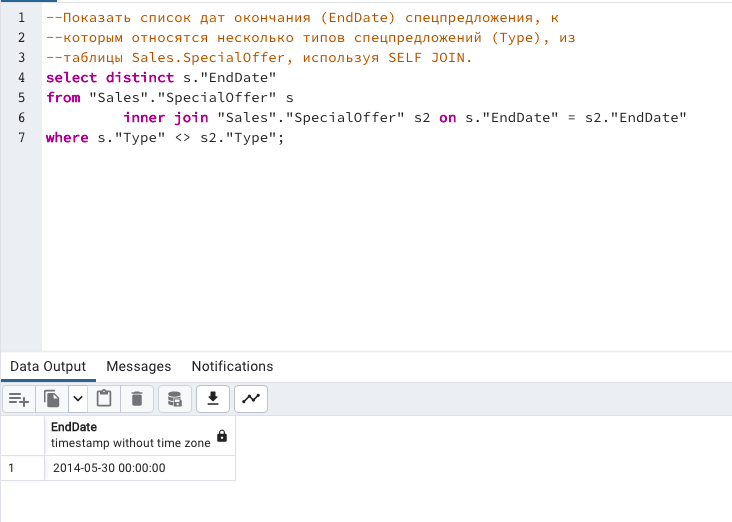 1 --Показать список дат окончания (EndDate) спецпредложения, к
2 --которым относятся несколько типов спецпредложений (Type), из
3 --таблицы Sales.SpecialOffer, используя SELF JOIN.
4 select distinct s."EndDate"
5 from "Sales"."SpecialOffer" s
6 inner join "Sales"."SpecialOffer" s2 on s."EndDate" = s2."EndDate"
7 where s."Type" <> s2."Type";
Data Output Messages Notifications
EndDate
timestamp without time zone
1 2014-05-30 00:00:00